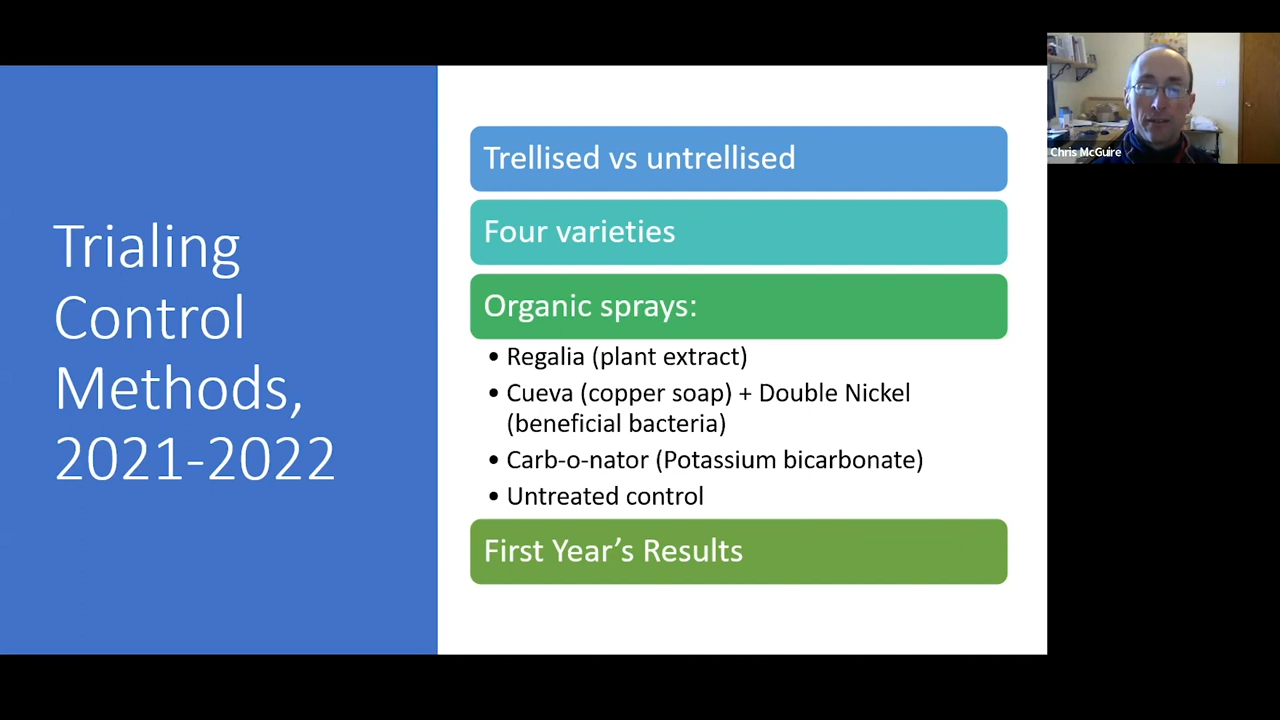 Trialing
Control
Methods,
2021-2022
Trellised vs untrellised
Four varieties
Organic sprays:
• Regalia (plant extract)
• Cueva (copper soap) + Double Nickel
(beneficial bacteria)
• Carb-o-nator (Potassium bicarbonate)
• Untreated control
First Year's Results
Chris McGuire